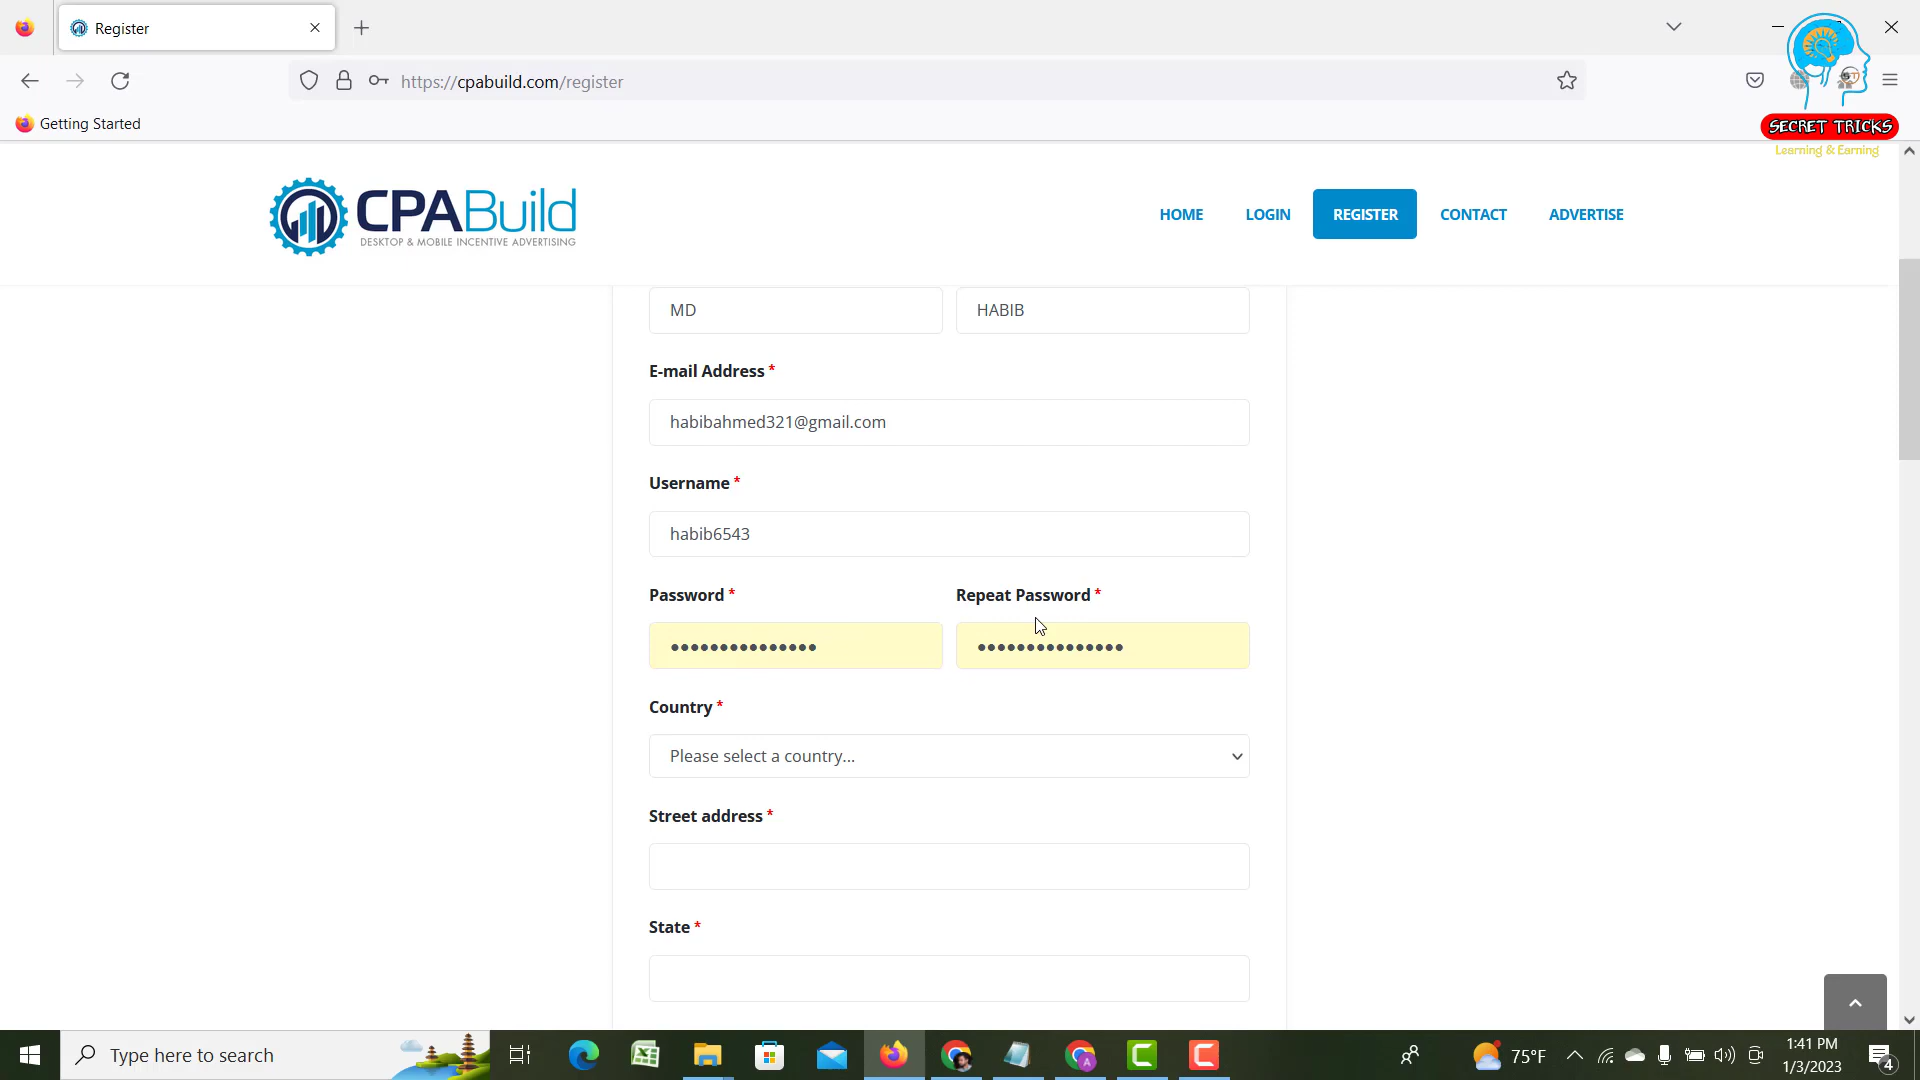 Register
https://cpabuild.com/register
Getting Started
SECRET TRICKS
Learning & Earning
CPABuild
DESKTOP & MOBILE INCENTIVE ADVERTISING
HOME LOGIN REGISTER CONTACT ADVERTISE
MD HABIB
E-mail Address *
habibahmed321@gmail.com
Username *
habib6543
Password * Repeat Password *
••••••••••••••• •••••••••••••••
Country *
Please select a country...
Street address *
State *
Type here to search
75°F
1:41 PM
1/3/2023
4